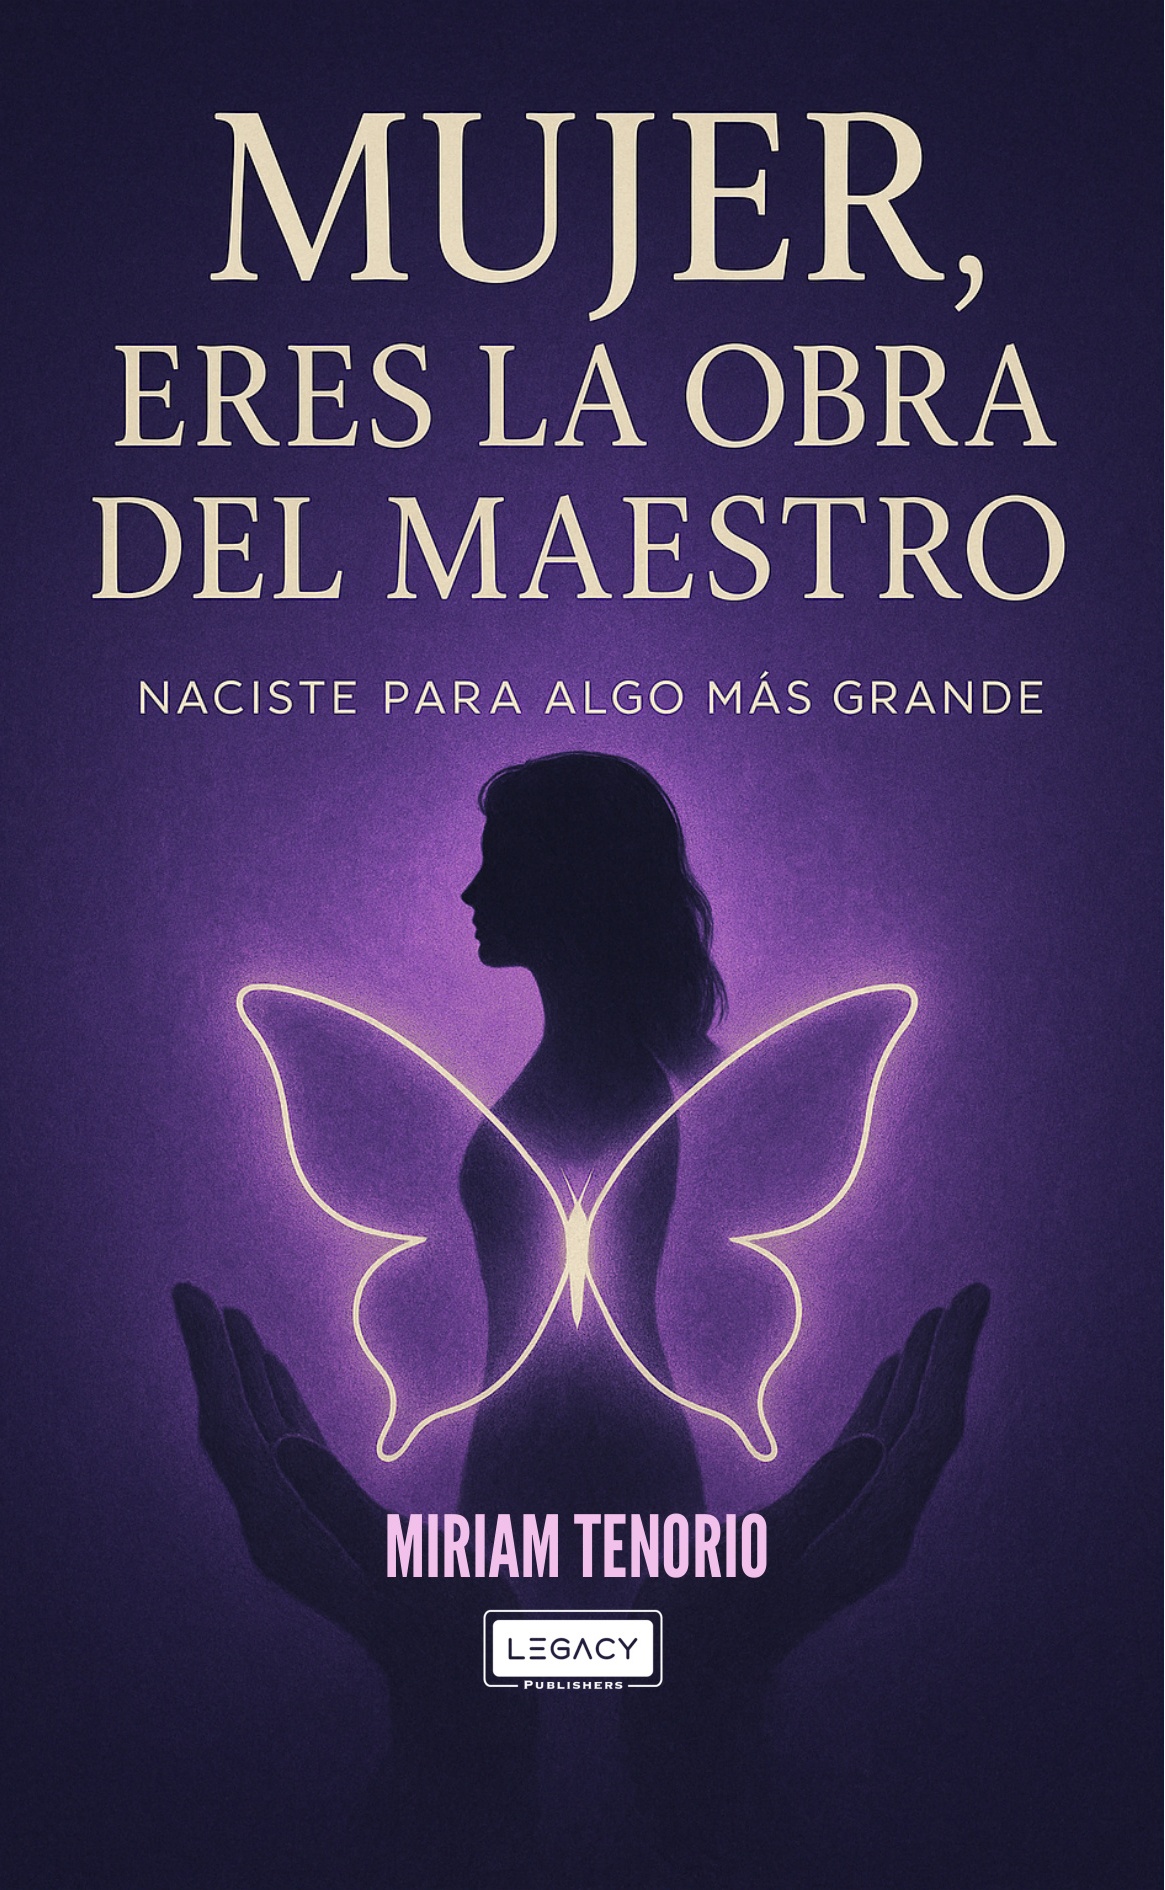 MUJER,
ERES LA OBRA
DEL MAESTRO
NACISTE PARA ALGO MÁS GRANDE
MIRIAM TENORIO
LEGACY
PUBLISHERS